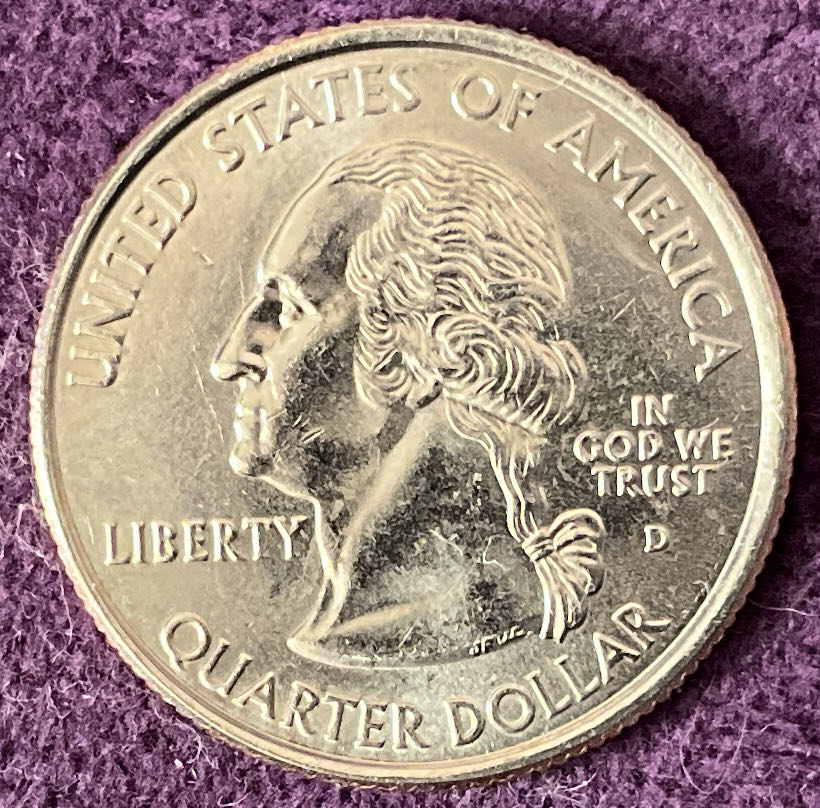 UNITED STATES OF AMERICA
IN
GOD WE
TRUST
LIBERTY
D
QUARTER DOLLAR